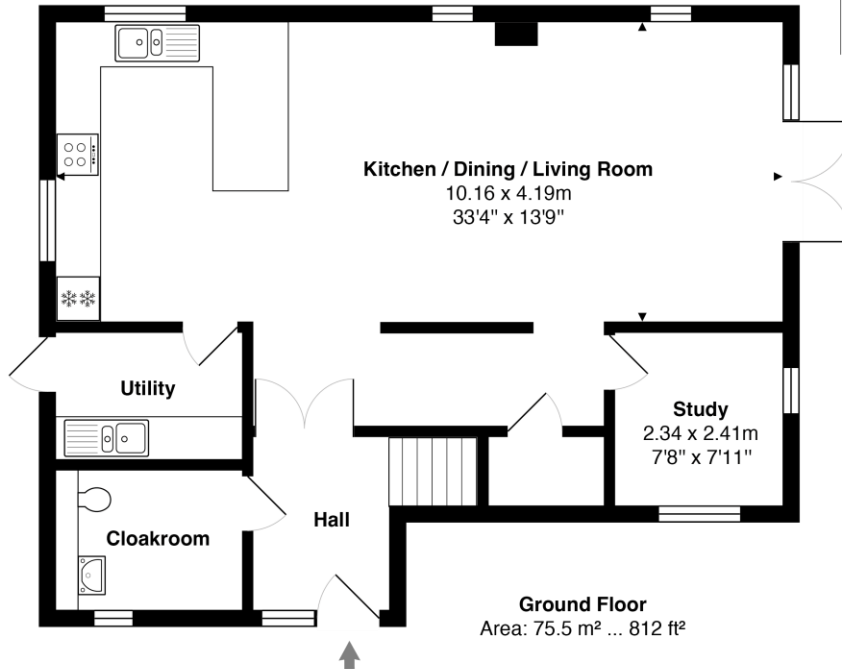 Kitchen / Dining / Living Room
10.16 x 4.19m
33'4" x 13'9"
Utility
Study
2.34 x 2.41m
7'8" x 7'11"
Cloakroom
Hall
Ground Floor
Area: 75.5 m² ... 812 ft²